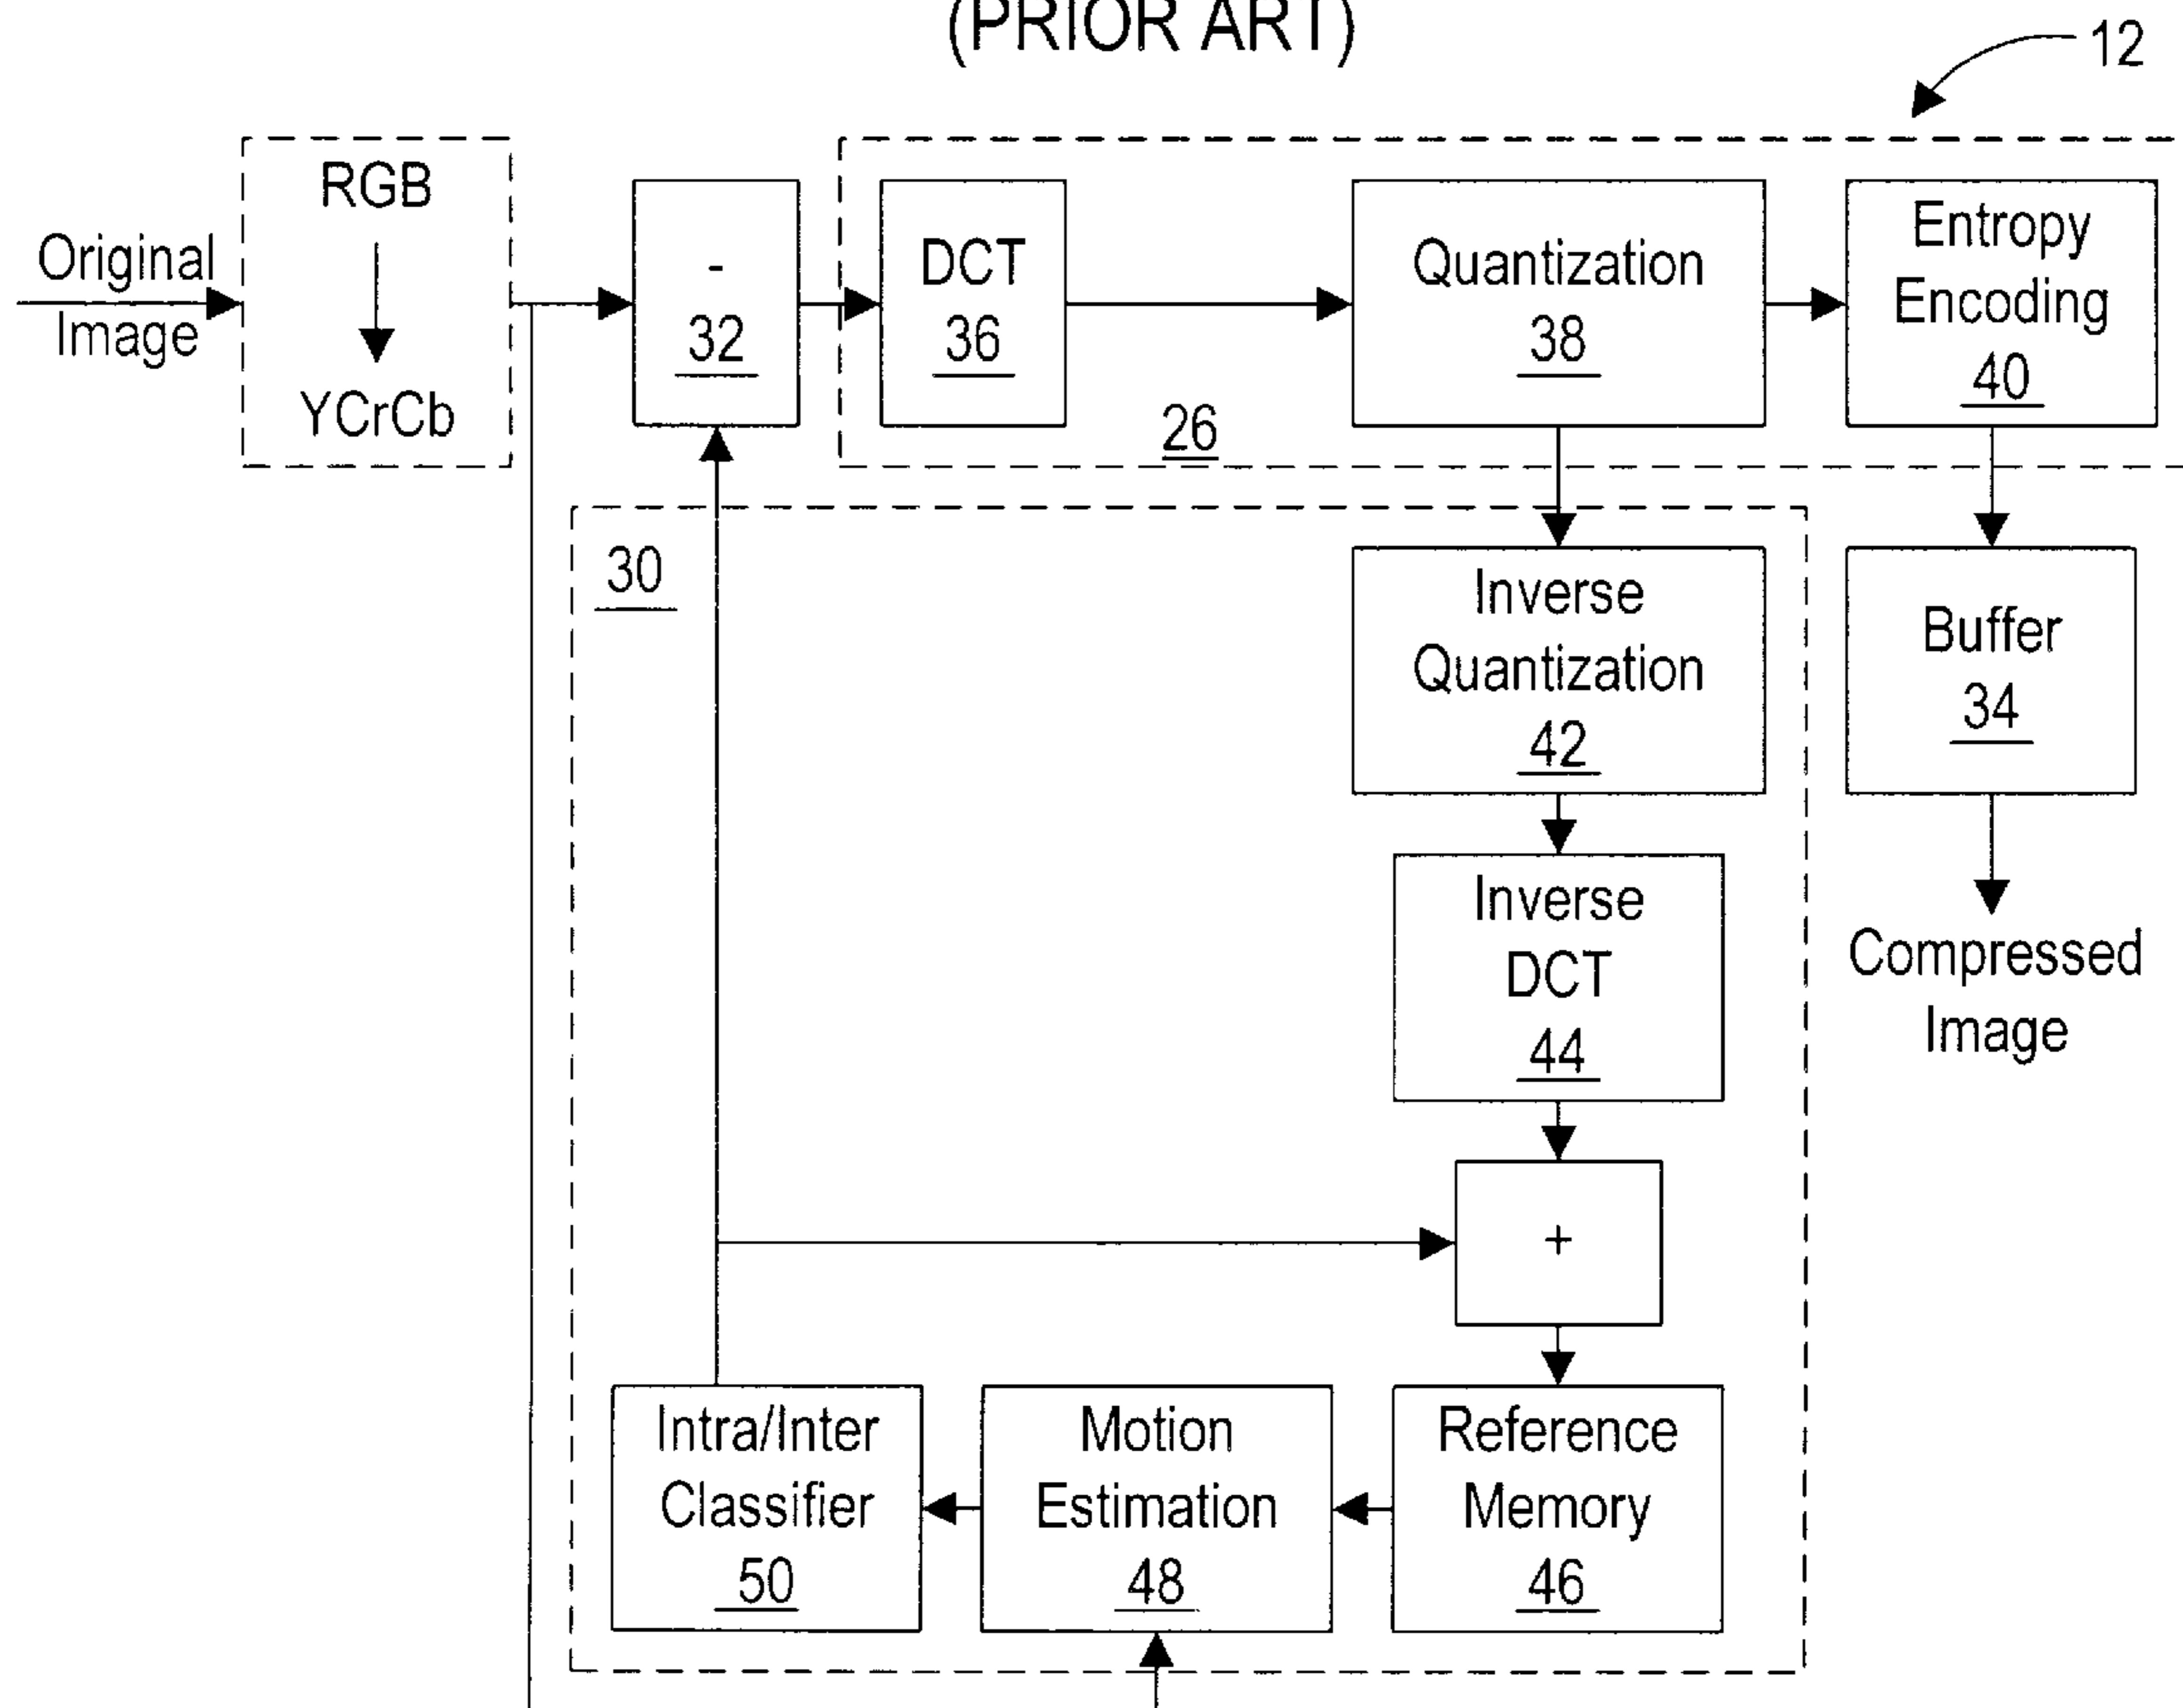 (PRIOR ART)
12
Original
Image
RGB
YCrCb
-
32
DCT
36
26
Quantization
38
Entropy
Encoding
40
30
Inverse
Quantization
42
Buffer
34
Inverse
DCT
44
Compressed
Image
+
Intra/Inter
Classifier
50
Motion
Estimation
48
Reference
Memory
46